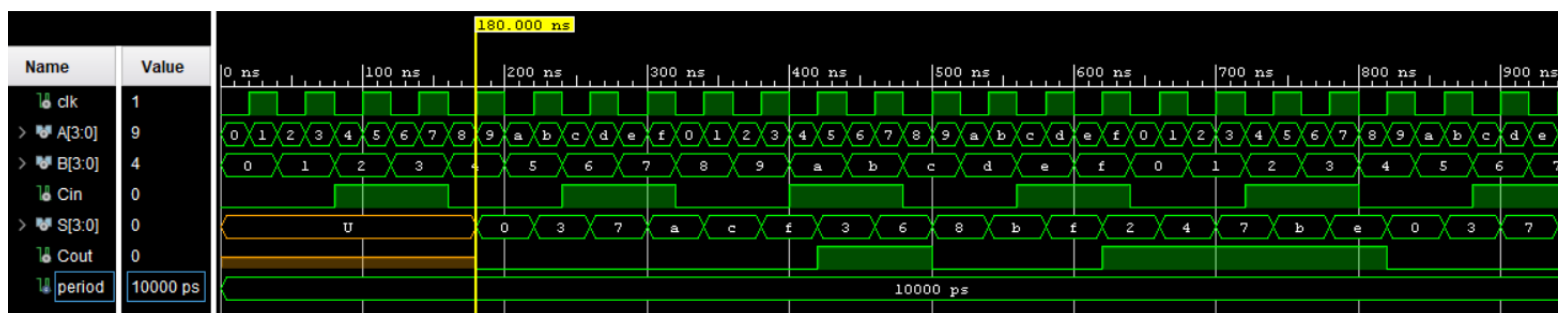 180.000 ns
Name Value
0 ns 100 ns 200 ns 300 ns 400 ns 500 ns 600 ns 700 ns 800 ns 900 ns
clk 1
> A[3:0] 9 0 1 2 3 4 5 6 7 8 9 a b c d e f 0 1 2 3 4 5 6 7 8 9 a b c d e f 0 1 2 3 4 5 6 7 8 9 a b c d e
> B[3:0] 4 0 1 2 3 4 5 6 7 8 9 a b c d e f 0 1 2 3 4 5 6 7
Cin 0
> S[3:0] 0 U 0 3 7 a c f 3 6 8 b f 2 4 7 b e 0 3 7
Cout 0
period 10000 ps 10000 ps